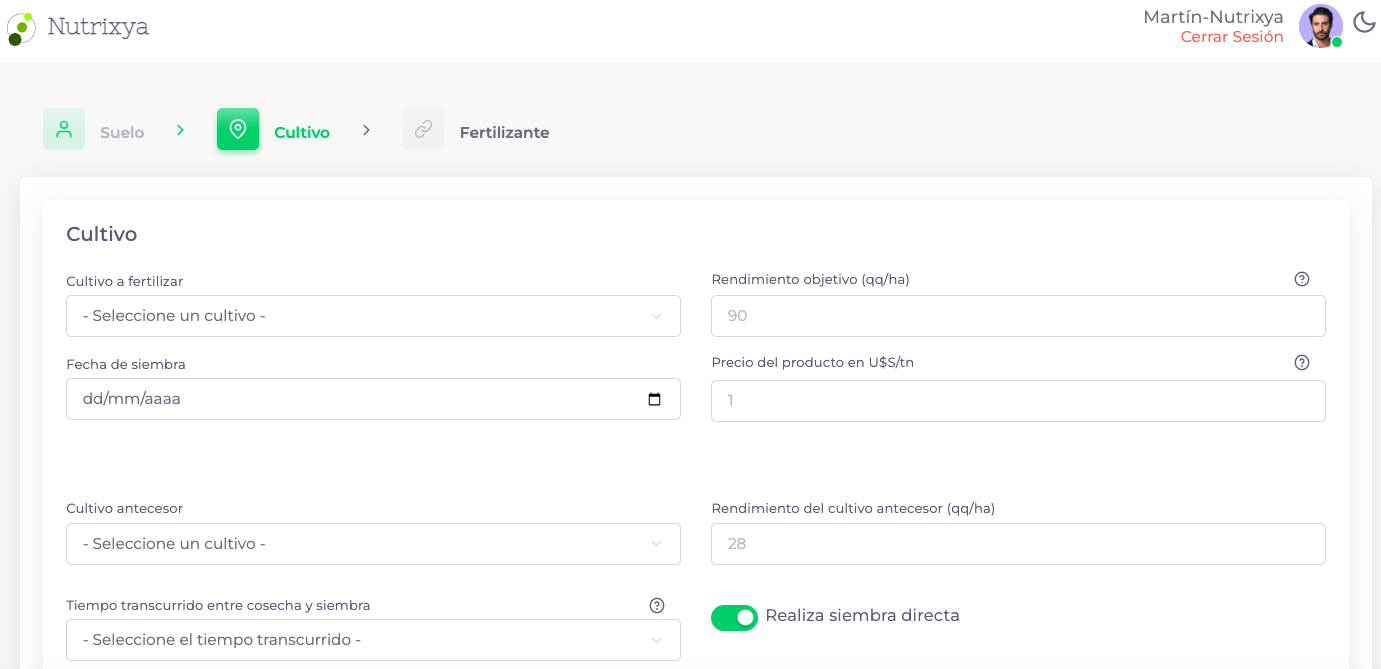 Nutrixya
Martín-Nutrixya
Cerrar Sesión
Suelo
Cultivo
Fertilizante
Cultivo
Cultivo a fertilizar
- Seleccione un cultivo -
Rendimiento objetivo (qq/ha)
90
Fecha de siembra
dd/mm/aaaa
Precio del producto en U$S/tn
1
Cultivo antecesor
- Seleccione un cultivo -
Rendimiento del cultivo antecesor (qq/ha)
28
Tiempo transcurrido entre cosecha y siembra
- Seleccione el tiempo transcurrido -
Realiza siembra directa